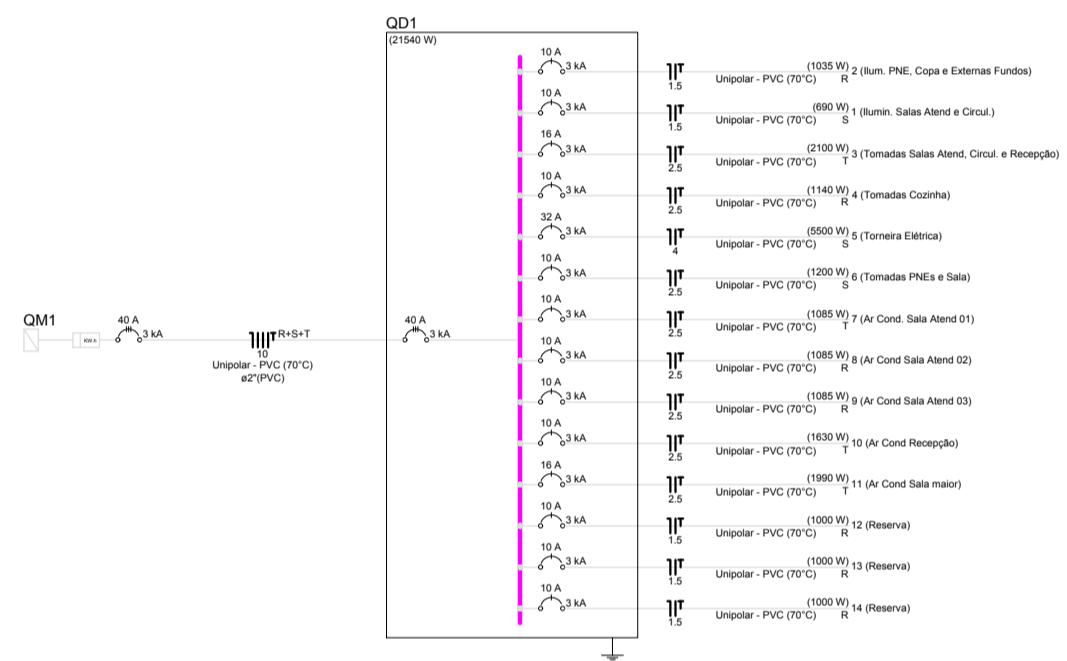 QD1
(21540 W)
10 A
3 kA
1.5
Unipolar - PVC (70°C)
(1035 W)
R
2 (Ilum. PNE, Copa e Externas Fundos)
10 A
3 kA
1.5
Unipolar - PVC (70°C)
(690 W)
S
1 (Ilumin. Salas Atend e Circul.)
16 A
3 kA
2.5
Unipolar - PVC (70°C)
(2100 W)
T
3 (Tomadas Salas Atend, Circul. e Recepção)
10 A
3 kA
2.5
Unipolar - PVC (70°C)
(1140 W)
R
4 (Tomadas Cozinha)
32 A
3 kA
4
Unipolar - PVC (70°C)
(5500 W)
S
5 (Torneira Elétrica)
10 A
3 kA
2.5
Unipolar - PVC (70°C)
(1200 W)
S
6 (Tomadas PNEs e Sala)
10 A
3 kA
2.5
Unipolar - PVC (70°C)
(1085 W)
T
7 (Ar Cond. Sala Atend 01)
QM1
KW.h
40 A
3 kA
R+S+T
10
Unipolar - PVC (70°C)
ø2"(PVC)
40 A
3 kA
10 A
3 kA
2.5
Unipolar - PVC (70°C)
(1085 W)
R
8 (Ar Cond Sala Atend 02)
10 A
3 kA
2.5
Unipolar - PVC (70°C)
(1085 W)
R
9 (Ar Cond Sala Atend 03)
10 A
3 kA
2.5
Unipolar - PVC (70°C)
(1630 W)
T
10 (Ar Cond Recepção)
16 A
3 kA
2.5
Unipolar - PVC (70°C)
(1990 W)
T
11 (Ar Cond Sala maior)
10 A
3 kA
1.5
Unipolar - PVC (70°C)
(1000 W)
R
12 (Reserva)
10 A
3 kA
1.5
Unipolar - PVC (70°C)
(1000 W)
R
13 (Reserva)
10 A
3 kA
1.5
Unipolar - PVC (70°C)
(1000 W)
R
14 (Reserva)